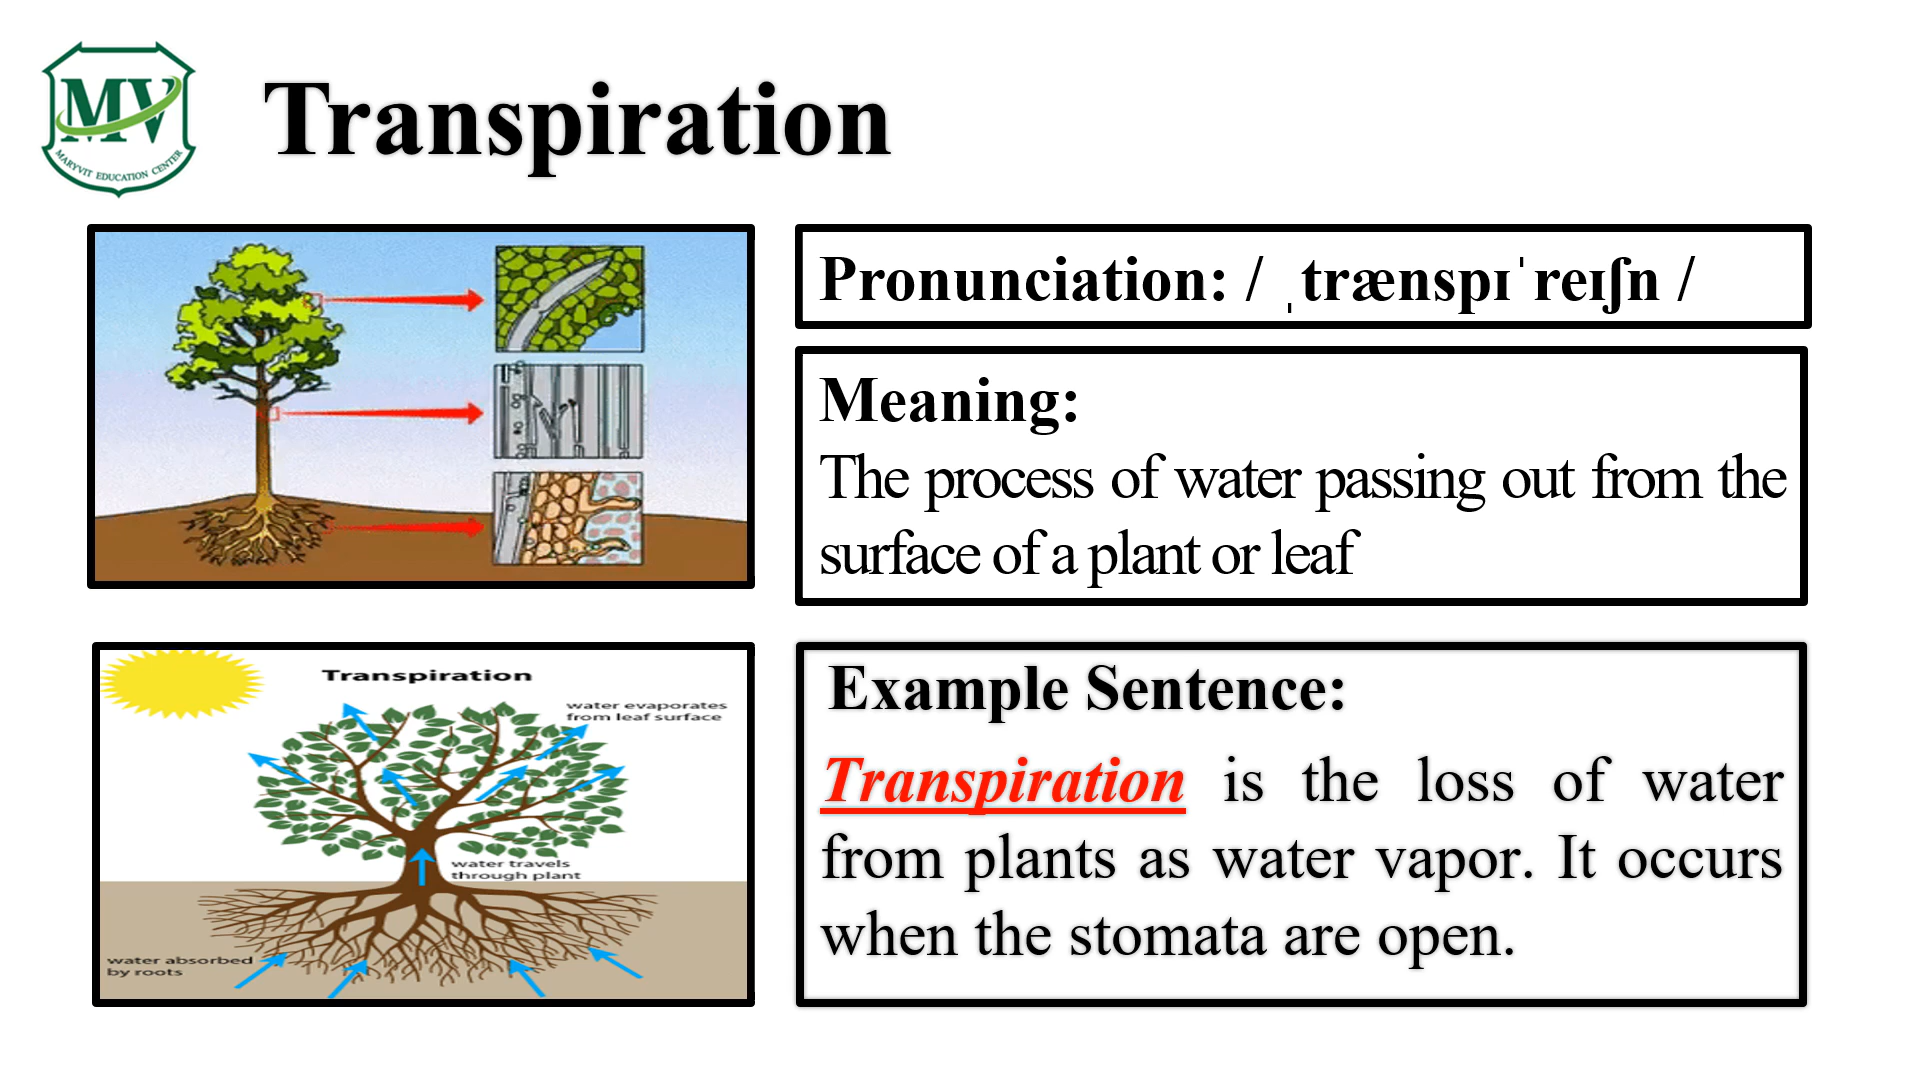 MV
MARYVIT EDUCATION CENTER
Transpiration
Pronunciation: / ˌtrænspɪˈreɪʃn /
Meaning:
The process of water passing out from the
surface of a plant or leaf
Transpiration
water evaporates
from leaf surface
water travels
through plant
water absorbed
by roots
Example Sentence:
Transpiration is the loss of water
from plants as water vapor. It occurs
when the stomata are open.